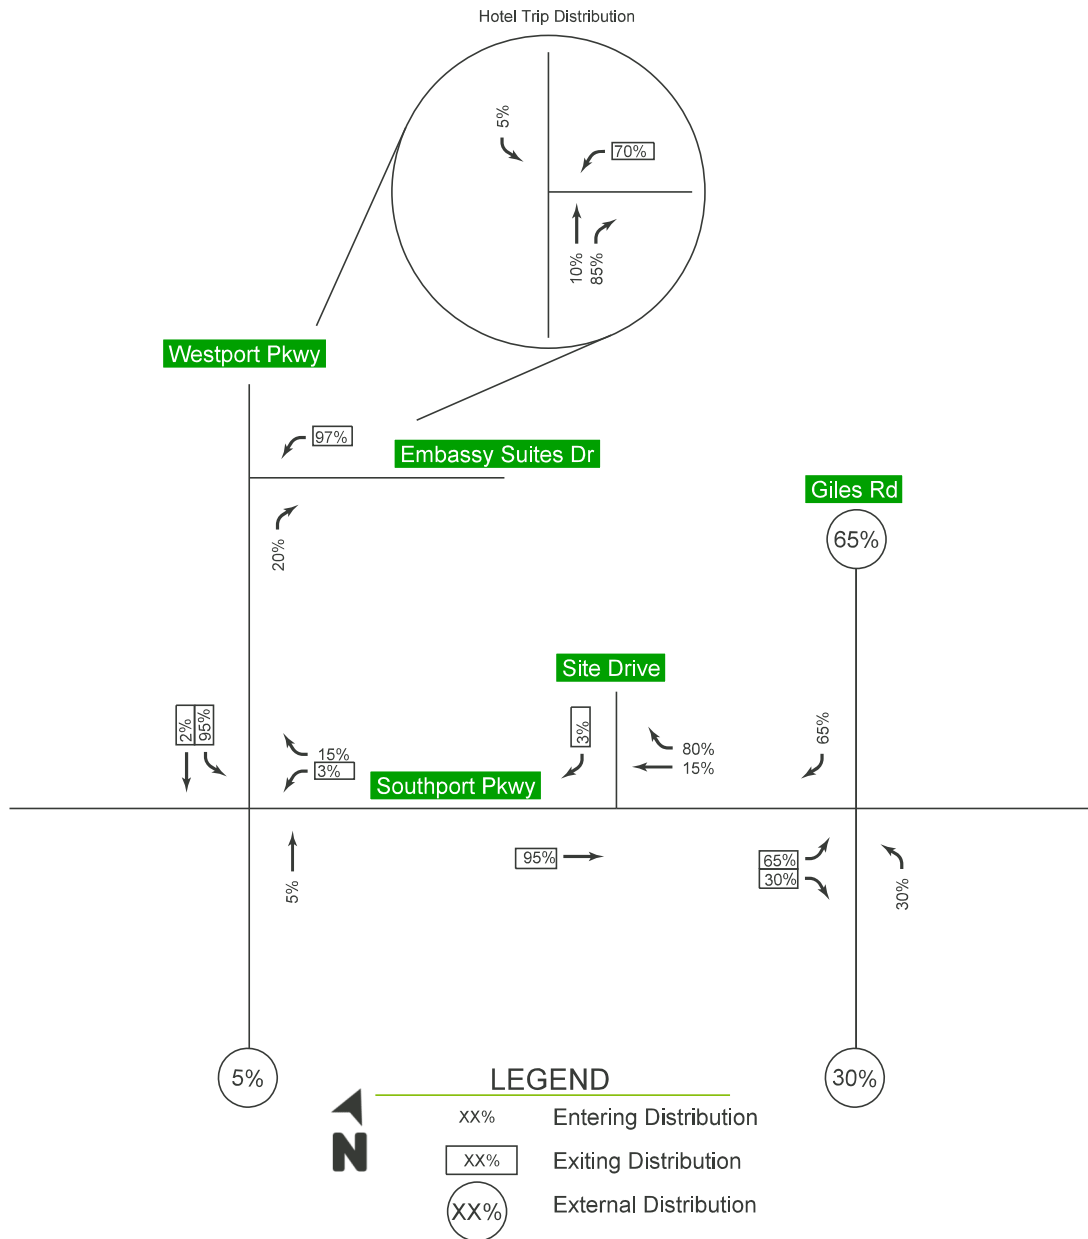 Hotel Trip Distribution
5%
70%
10%
85%
Westport Pkwy
97%
Embassy Suites Dr
20%
Giles Rd
65%
Site Drive
2%
95%
15%
3%
3%
80%
15%
65%
Southport Pkwy
5%
95%
65%
30%
30%
5%
30%
LEGEND
N
XX% Entering Distribution
XX% Exiting Distribution
XX% External Distribution